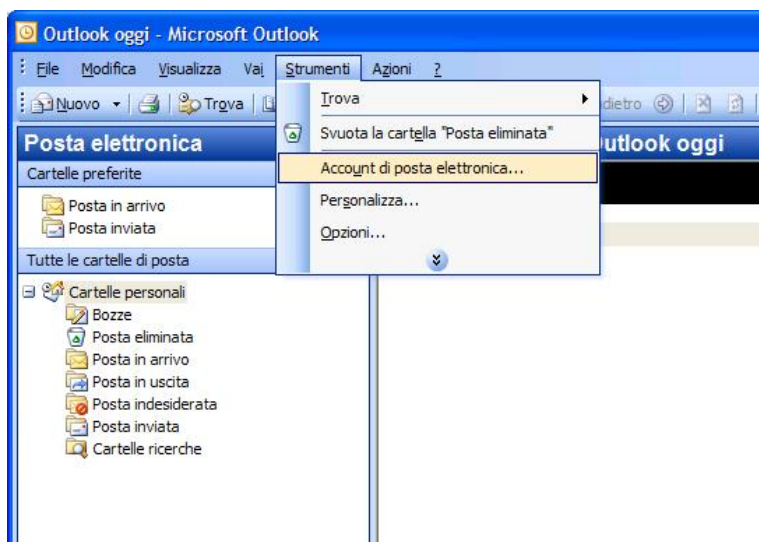 Outlook oggi - Microsoft Outlook
File Modifica Visualizza Vai Strumenti Azioni ?
Nuovo Trova
Trova
Svuota la cartella "Posta eliminata"
Account di posta elettronica...
Personalizza...
Opzioni...
Posta elettronica
oggi
Cartelle preferite
Posta in arrivo
Posta inviata
Tutte le cartelle di posta
Cartelle personali
Bozze
Posta eliminata
Posta in arrivo
Posta in uscita
Posta indesiderata
Posta inviata
Cartelle ricerche